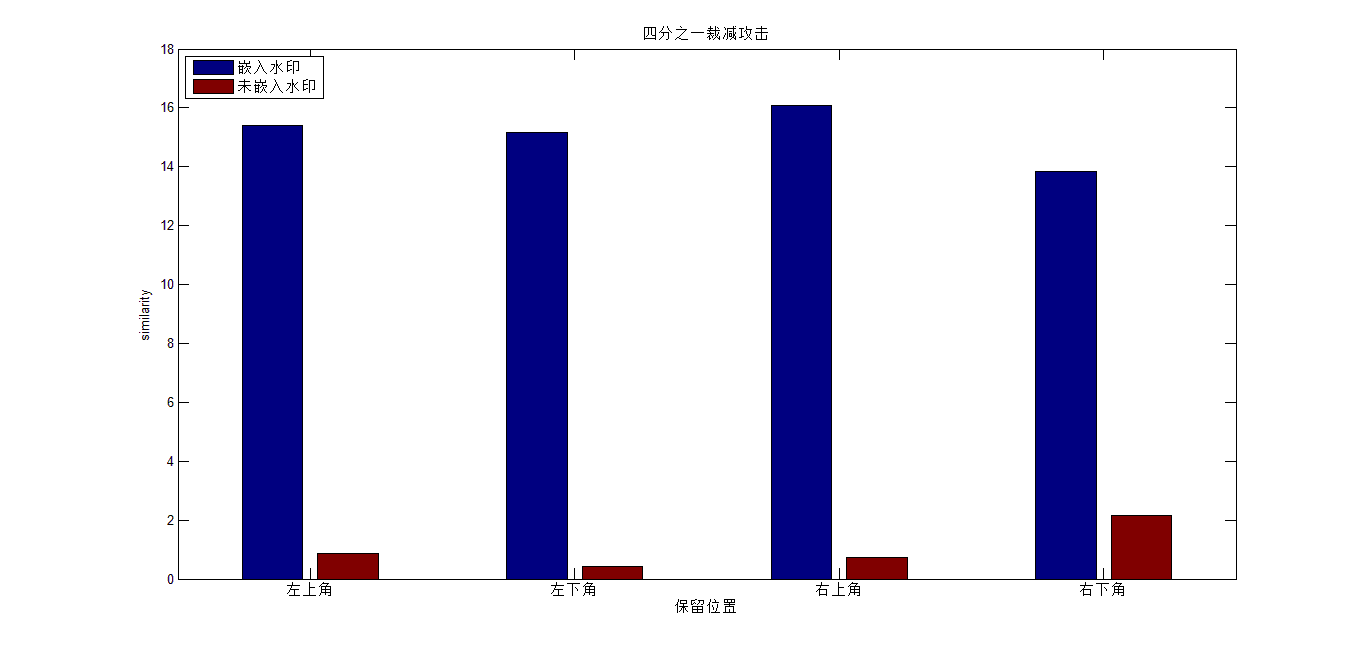 四分之一裁减攻击
嵌入水印
未嵌入水印
18
16
14
12
10
8
6
4
2
0
similarity
左上角
左下角
右上角
右下角
保留位置